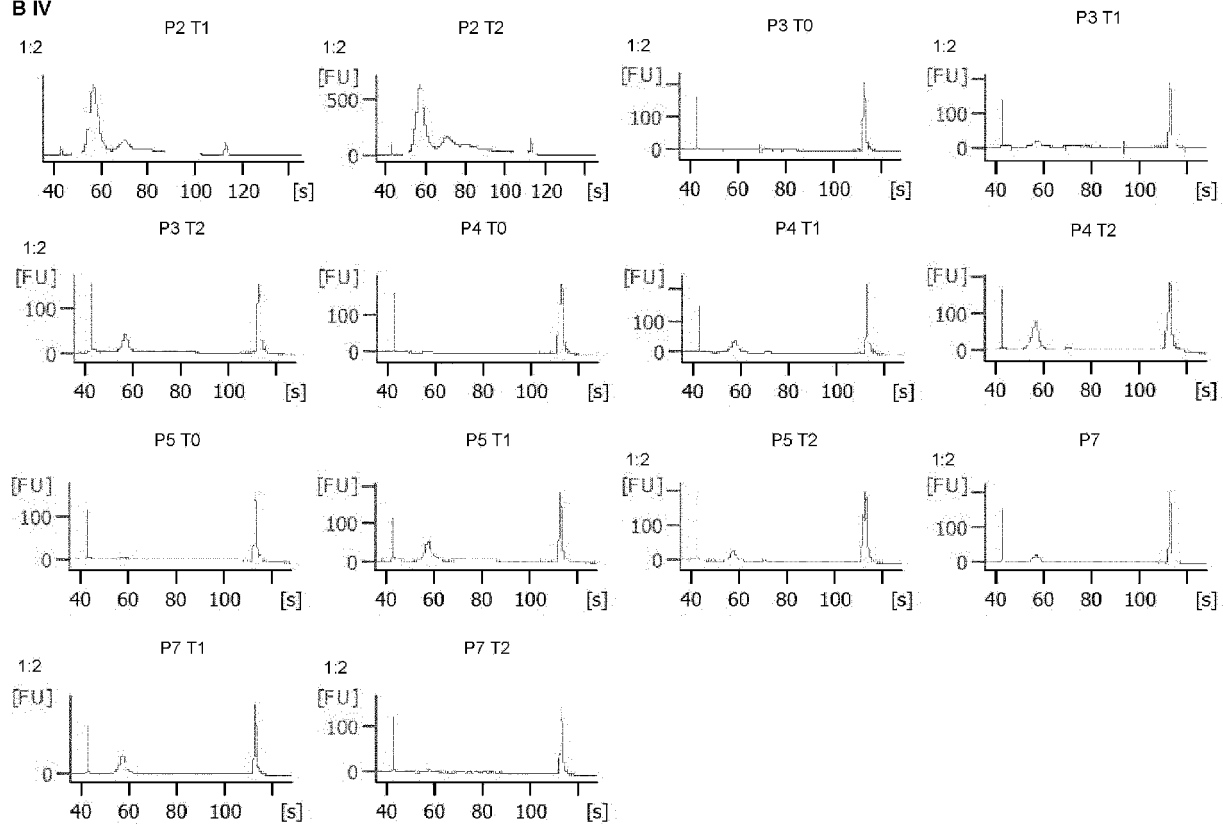 B IV
P2 T1 P2 T2 P3 T0 P3 T1
1:2 1:2 1:2 1:2
[FU] [FU] [FU]
500 100 100
0 0 0
40 60 80 100 120 [s] 40 60 80 100 120 [s] 40 60 80 100 [s] 40 60 80 100 [s]
P3 T2 P4 T0 P4 T1 P4 T2
1:2
[FU] [FU] [FU] [FU]
100 100 100 100
0 0 0 0
40 60 80 100 [s] 40 60 80 100 [s] 40 60 80 100 [s] 40 60 80 100 [s]
P5 T0 P5 T1 P5 T2 P7
1:2 1:2
[FU] [FU] [FU] [FU]
100 100 100 100
0 0 0 0
40 60 80 100 [s] 40 60 80 100 [s] 40 60 80 100 [s] 40 60 80 100 [s]
P7 T1 P7 T2
1:2 1:2
[FU] [FU]
100
0 0
40 60 80 100 [s] 40 60 80 100 [s]